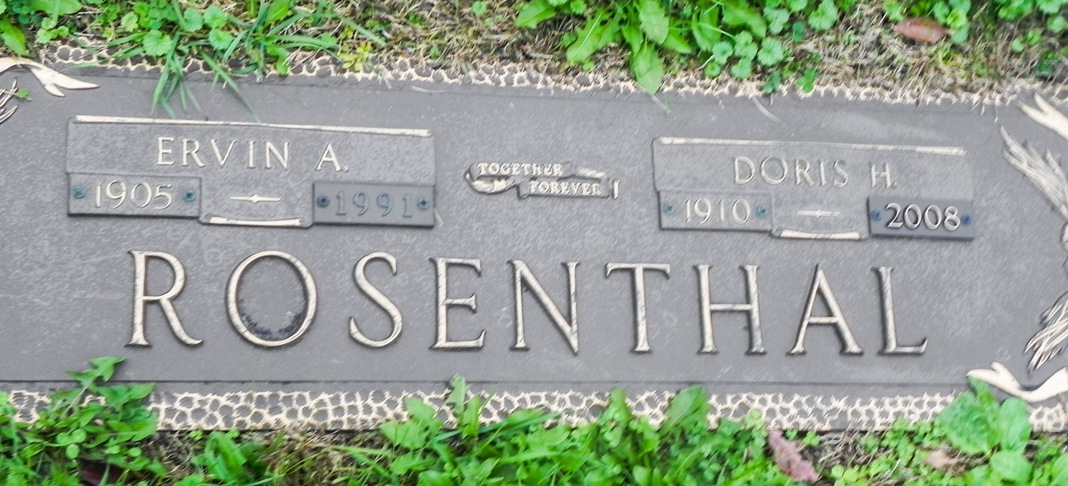 ERVIN A.
1905 1991
TOGETHER
FOREVER
DORIS H.
1910 2008
ROSENTHAL